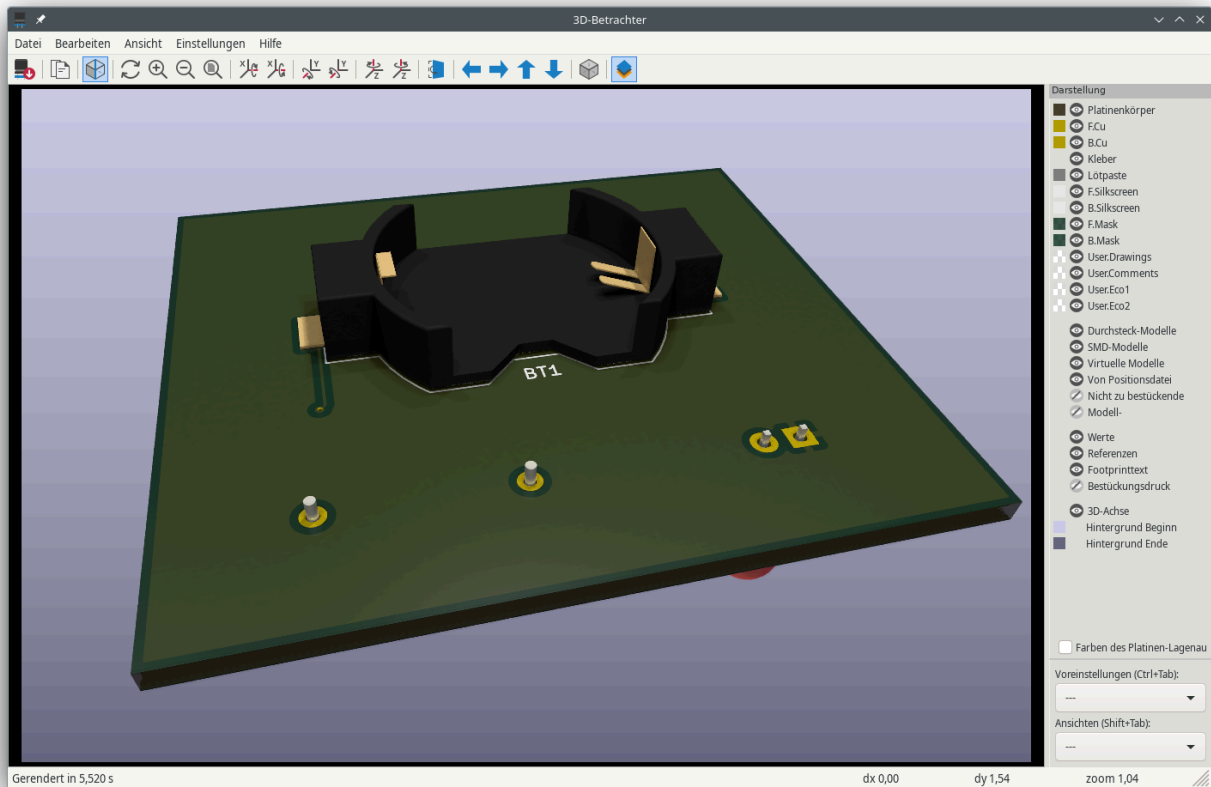 3D-Betrachter
Datei Bearbeiten Ansicht Einstellungen Hilfe
Darstellung
Platinenkörper
F.Cu
B.Cu
Kleber
Lötpaste
F.Silkscreen
B.Silkscreen
F.Mask
B.Mask
User.Drawings
User.Comments
User.Eco1
User.Eco2
Durchsteck-Modelle
SMD-Modelle
Virtuelle Modelle
Von Positionsdatei
Nicht zu bestückende
Modell-
Werte
Referenzen
Footprinttext
Bestückungsdruck
3D-Achse
Hintergrund Beginn
Hintergrund Ende
BT1
Farben des Platinen-Lagenau
Voreinstellungen (Ctrl+Tab):
---
Ansichten (Shift+Tab):
---
Gerendert in 5,520 s dx 0,00 dy 1,54 zoom 1,04